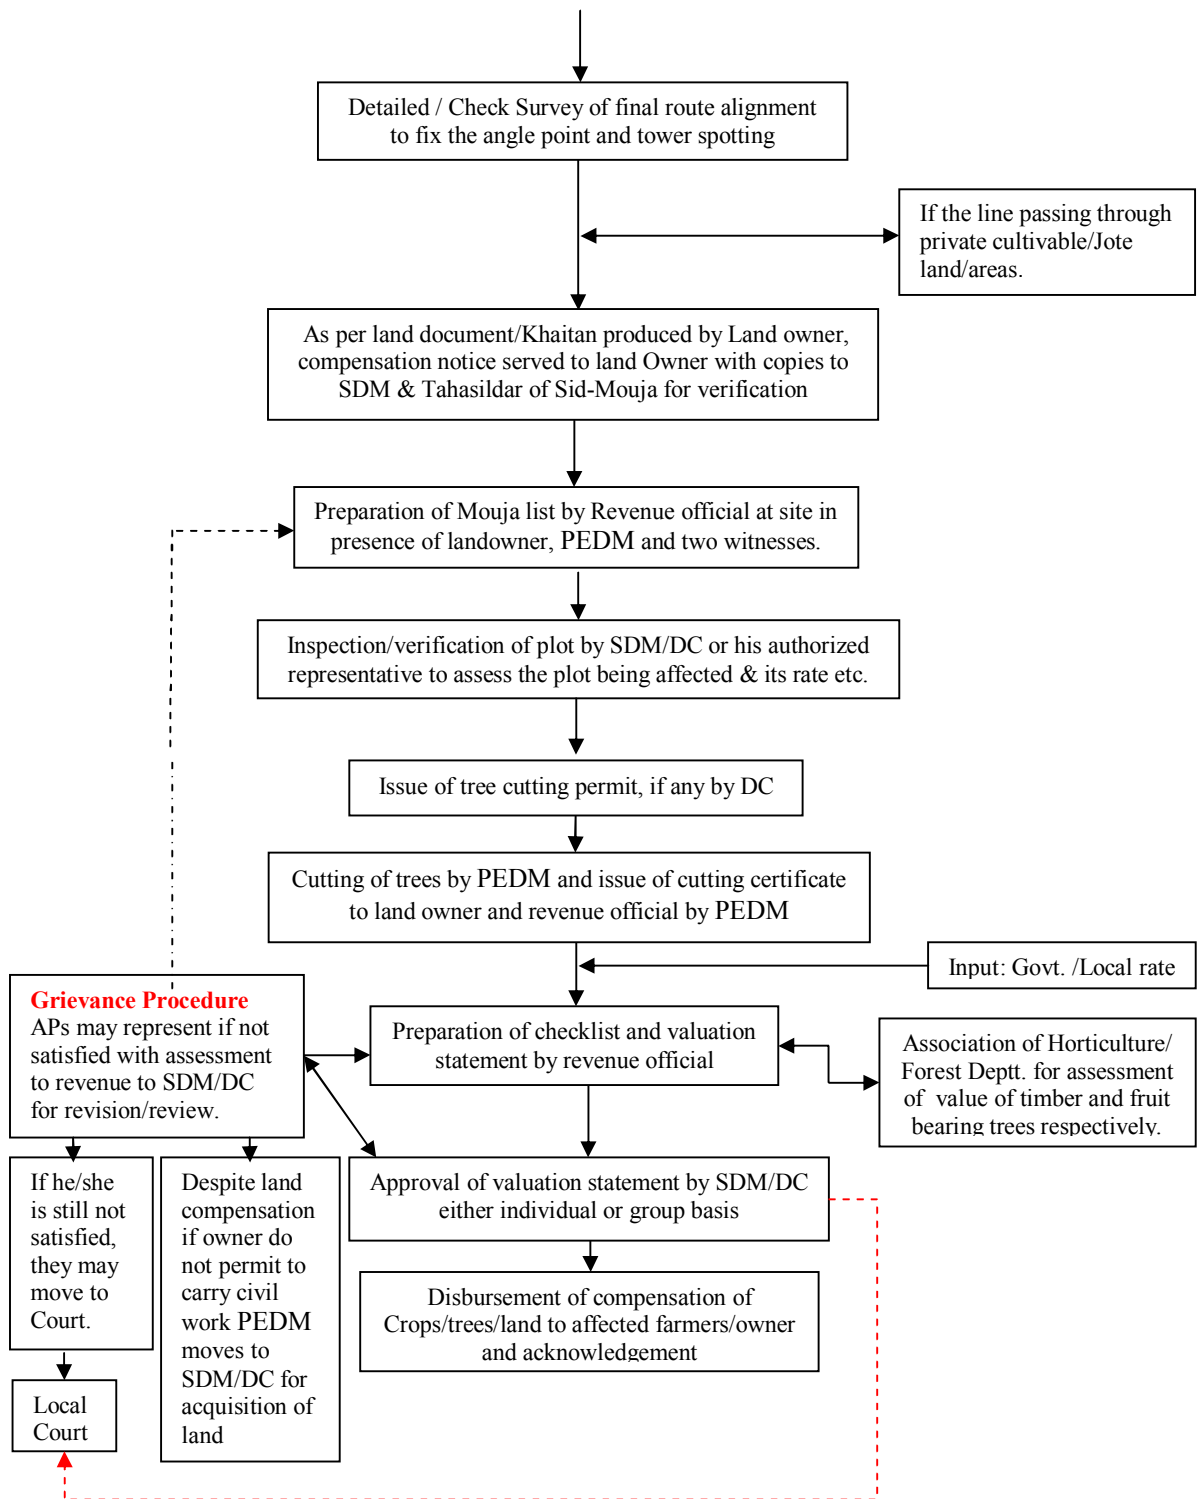 Detailed / Check Survey of final route alignment
to fix the angle point and tower spotting
If the line passing through
private cultivable/Jote
land/areas.
As per land document/Khaitan produced by Land owner,
compensation notice served to land Owner with copies to
SDM & Tahasildar of Sid-Mouja for verification
Preparation of Mouja list by Revenue official at site in
presence of landowner, PEDM and two witnesses.
Inspection/verification of plot by SDM/DC or his authorized
representative to assess the plot being affected & its rate etc.
Issue of tree cutting permit, if any by DC
Cutting of trees by PEDM and issue of cutting certificate
to land owner and revenue official by PEDM
Input: Govt. /Local rate
Grievance Procedure
APs may represent if not
satisfied with assessment
to revenue to SDM/DC
for revision/review.
Preparation of checklist and valuation
statement by revenue official
Association of Horticulture/
Forest Deptt. for assessment
of value of timber and fruit
bearing trees respectively.
If he/she
is still not
satisfied,
they may
move to
Court.
Despite land
compensation
if owner do
not permit to
carry civil
work PEDM
moves to
SDM/DC for
acquisition of
land
Approval of valuation statement by SDM/DC
either individual or group basis
Disbursement of compensation of
Crops/trees/land to affected farmers/owner
and acknowledgement
Local
Court